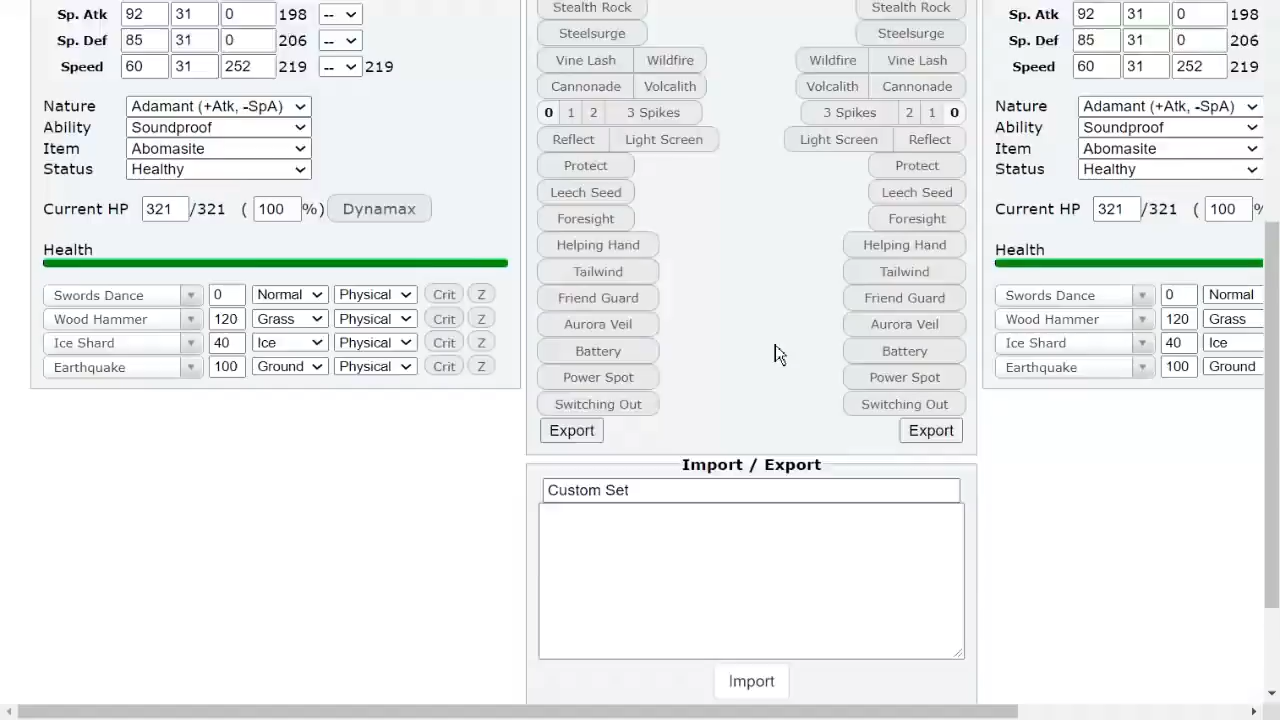 Sp. Atk 92 31 0 198 --
Sp. Def 85 31 0 206 --
Speed 60 31 252 219 -- 219
Nature Adamant (+Atk, -SpA)
Ability Soundproof
Item Abomasite
Status Healthy
Current HP 321 /321 ( 100 %) Dynamax
Health
Swords Dance 0 Normal Physical Crit Z
Wood Hammer 120 Grass Physical Crit Z
Ice Shard 40 Ice Physical Crit Z
Earthquake 100 Ground Physical Crit Z
Stealth Rock Stealth Rock
Steelsurge Steelsurge
Vine Lash Wildfire Wildfire Vine Lash
Cannonade Volcalith Volcalith Cannonade
0 1 2 3 Spikes 3 Spikes 2 1 0
Reflect Light Screen Light Screen Reflect
Protect Protect
Leech Seed Leech Seed
Foresight Foresight
Helping Hand Helping Hand
Tailwind Tailwind
Friend Guard Friend Guard
Aurora Veil Aurora Veil
Battery Battery
Power Spot Power Spot
Switching Out Switching Out
Export Export
Import / Export
Custom Set
Import
Sp. Atk 92 31 0 198
Sp. Def 85 31 0 206
Speed 60 31 252 219
Nature Adamant (+Atk, -SpA)
Ability Soundproof
Item Abomasite
Status Healthy
Current HP 321 /321 ( 100 %
Health
Swords Dance 0 Normal
Wood Hammer 120 Grass
Ice Shard 40 Ice
Earthquake 100 Ground